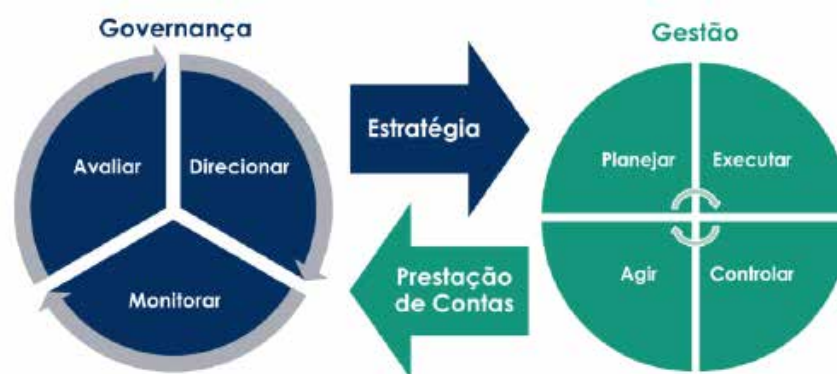 Governança
Gestão
Avaliar
Direcionar
Monitorar
Estratégia
Prestação
de Contas
Planejar
Executar
Agir
Controlar